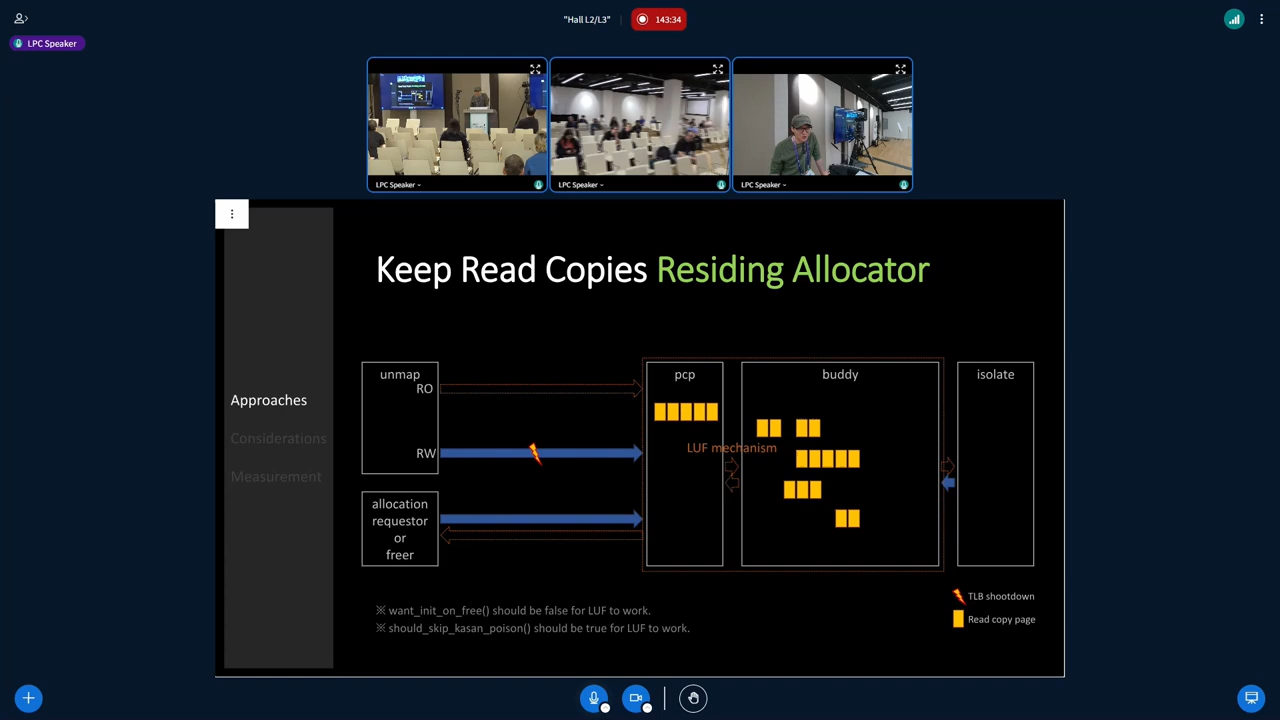 "Hall L2/L3"
143:34
LPC Speaker
LPC Speaker
LPC Speaker
LPC Speaker
Keep Read Copies Residing Allocator
Approaches
Considerations
Measurement
unmap
RO
RW
allocation
requestor
or
freer
pcp
buddy
isolate
LUF mechanism
※ want_init_on_free() should be false for LUF to work.
※ should_skip_kasan_poison() should be true for LUF to work.
TLB shootdown
Read copy page